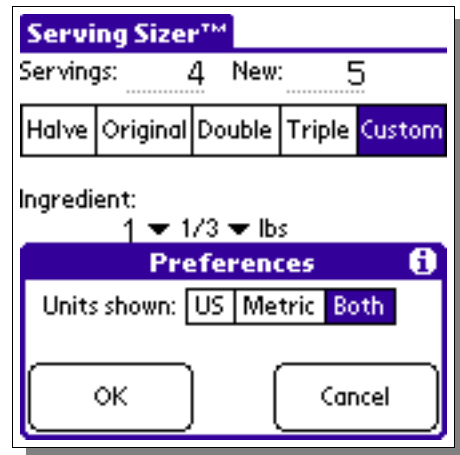 Serving Sizer™
Servings: 4 New: 5
Halve Original Double Triple Custom
Ingredient:
1 1/3 lbs
Preferences i
Units shown: US Metric Both
OK Cancel